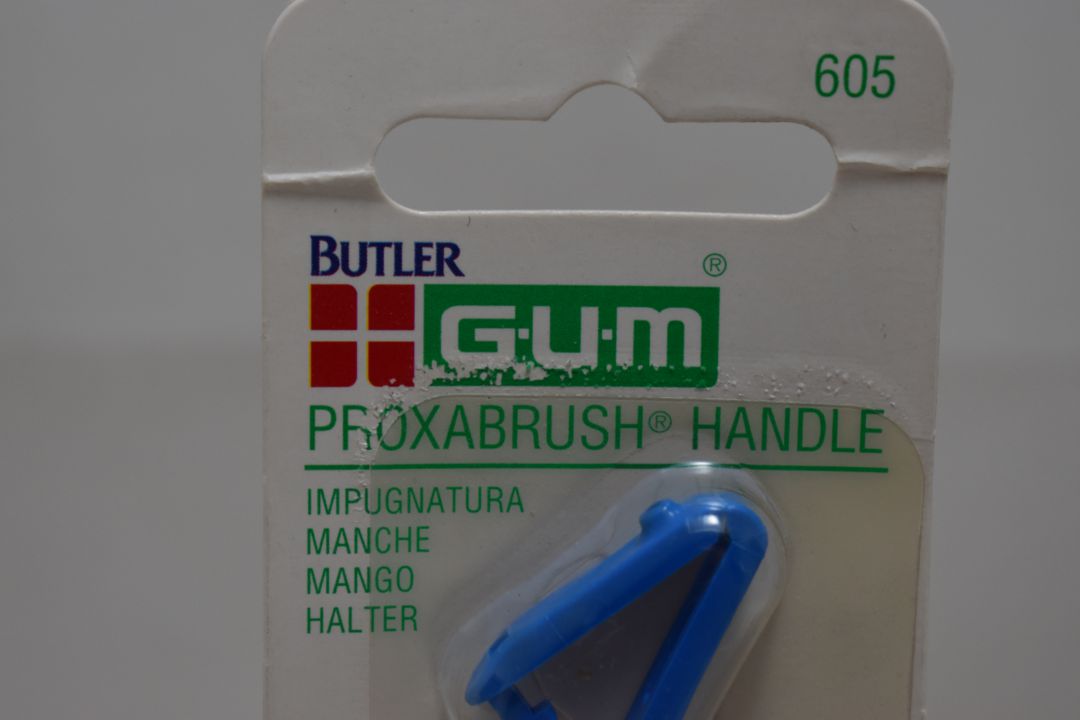 605
BUTLER
G·U·M®
PROXABRUSH® HANDLE
IMPUGNATURA
MANCHE
MANGO
HALTER